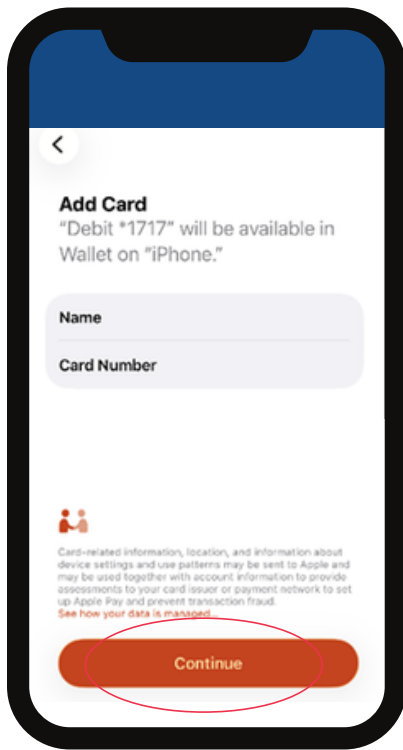 Add Card
“Debit *1717” will be available in
Wallet on “iPhone.”
Name
Card Number
Card-related information, location, and information about
device settings and use patterns may be sent to Apple and
may be used together with account information to provide
assessments to your card issuer or payment network to set
up Apple Pay and prevent transaction fraud.
See how your data is managed...
Continue